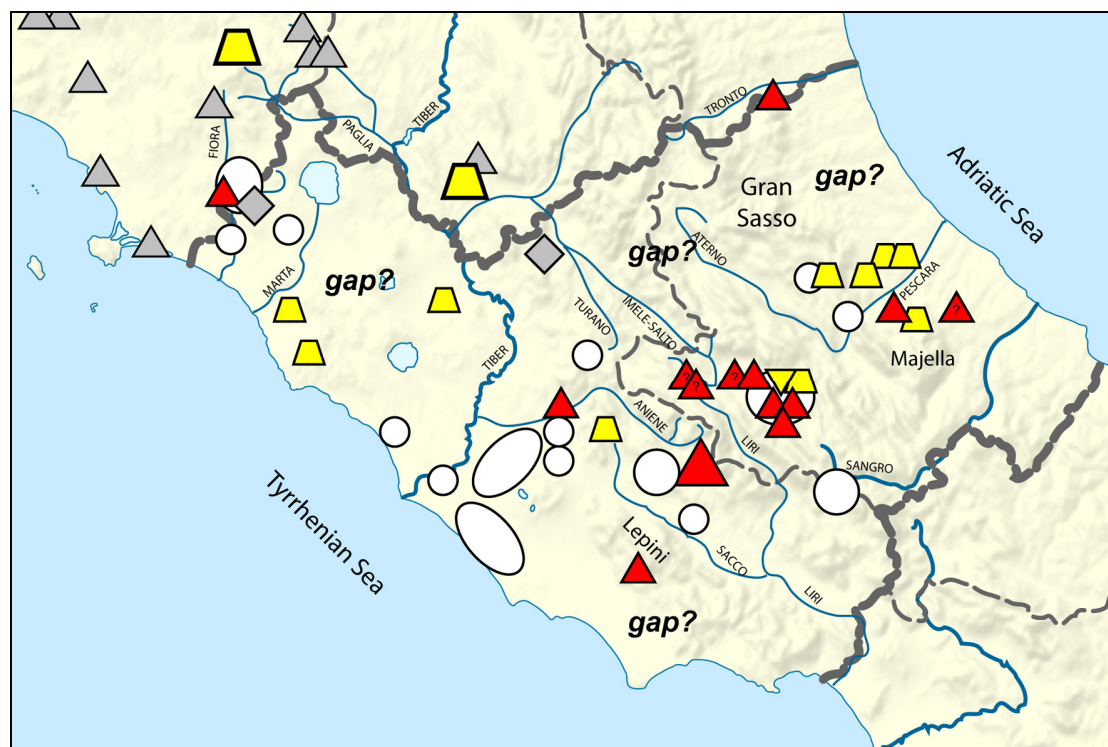 TRONTO
TIBER
FIORA
PAGLIA
Adriatic Sea
gap?
Gran
Sasso
gap?
ATERNO
MARTA
gap?
PESCARA
TURANO
IMELE-SALTO
?
Majella
TIBER
?
?
?
ANIENE
LIRI
SANGRO
Tyrrhenian Sea
Lepini
SACCO
LIRI
gap?